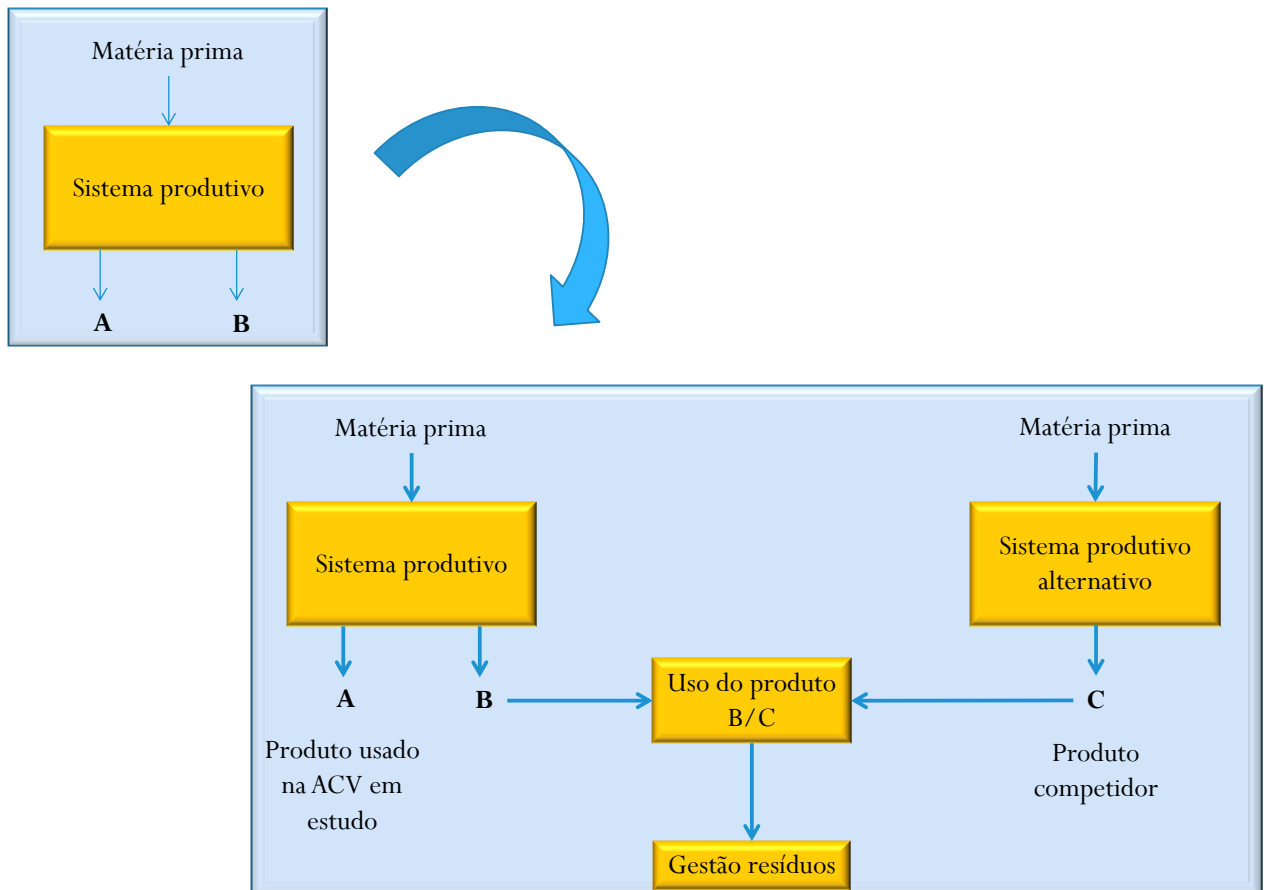 Matéria prima
Sistema produtivo
A
B
Matéria prima
Matéria prima
Sistema produtivo
Sistema produtivo
alternativo
A
B
Uso do produto
B/C
C
Produto usado
na ACV em
estudo
Produto
competidor
Gestão resíduos